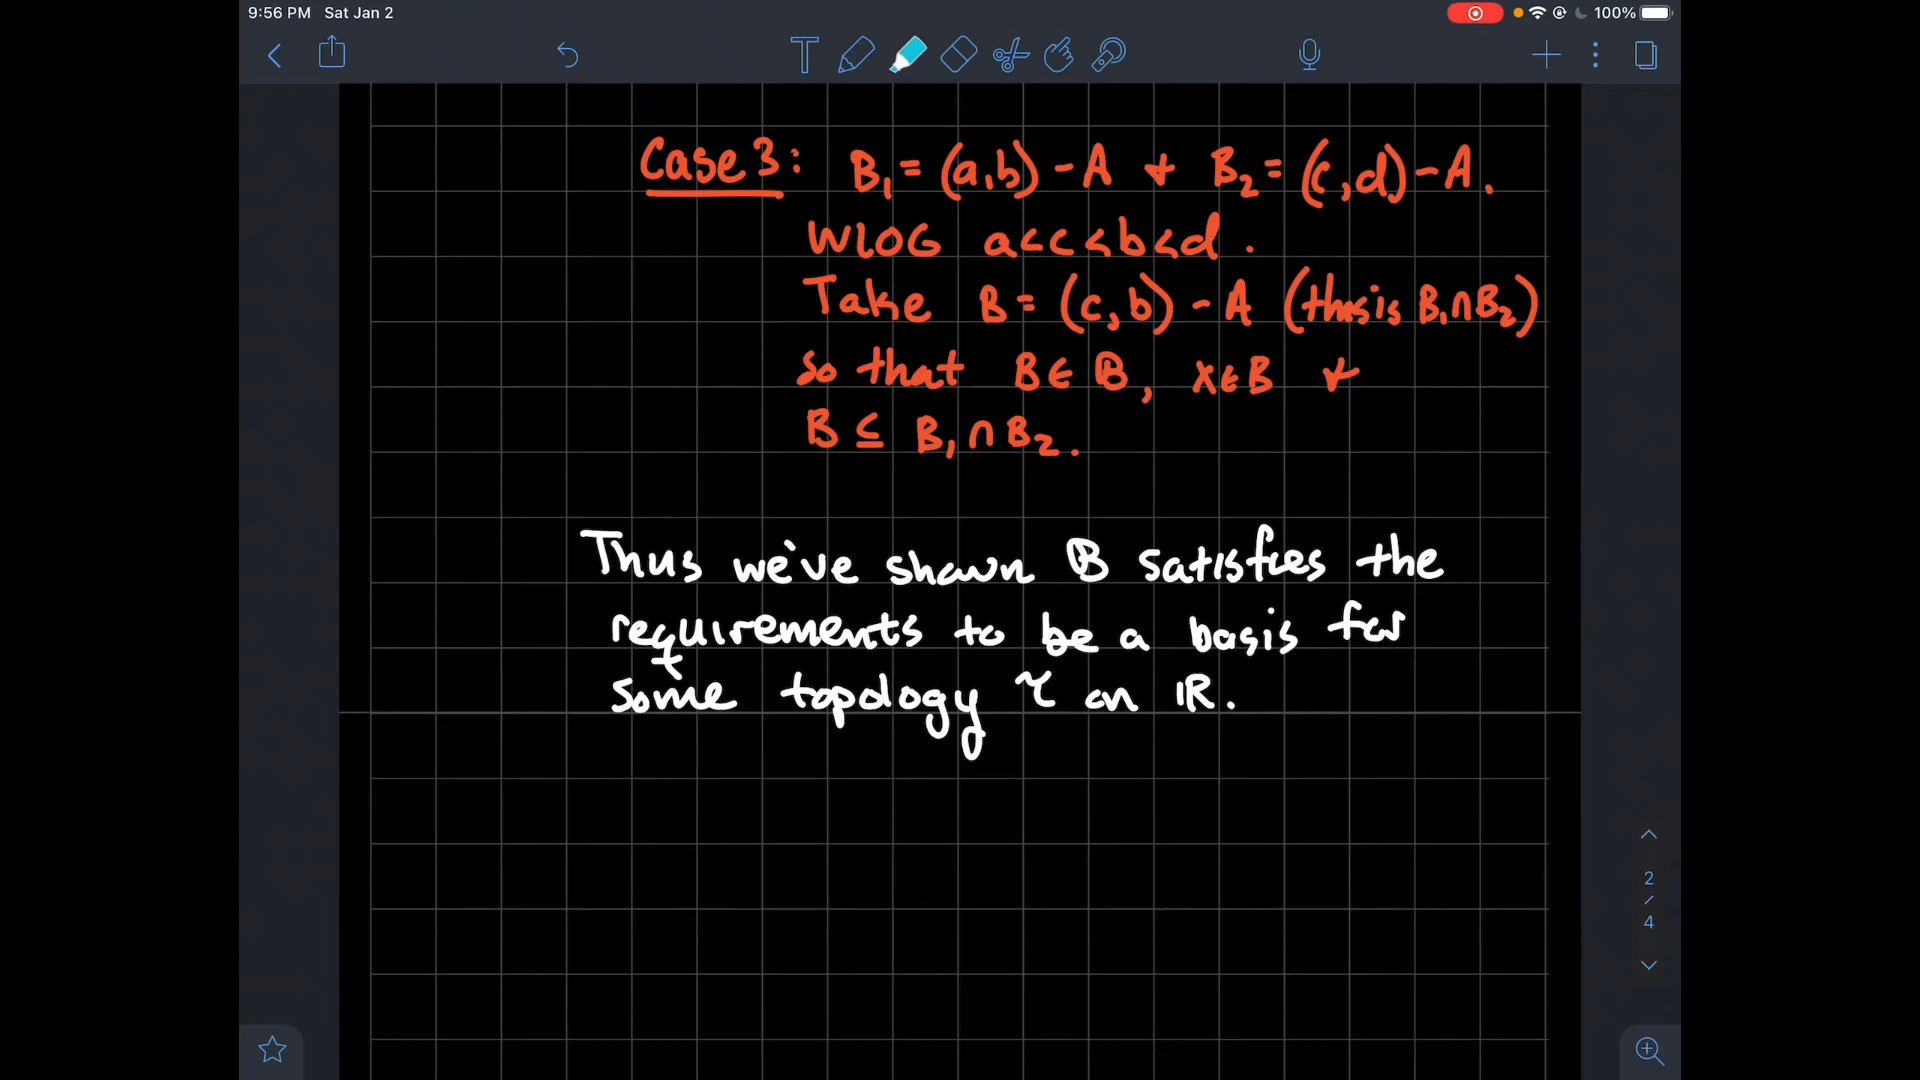 9:56 PM Sat Jan 2
100%
Case 3: B₁ = (a,b) - A & B₂ = (c,d) - A.
WLOG a<c<b<d.
Take B = (c,b) - A (this is B₁∩B₂)
so that B∈𝔹, x∈B &
B ⊆ B₁∩B₂.
Thus we've shown 𝔹 satisfies the
requirements to be a basis for
some topology τ on ℝ.
2
/
4